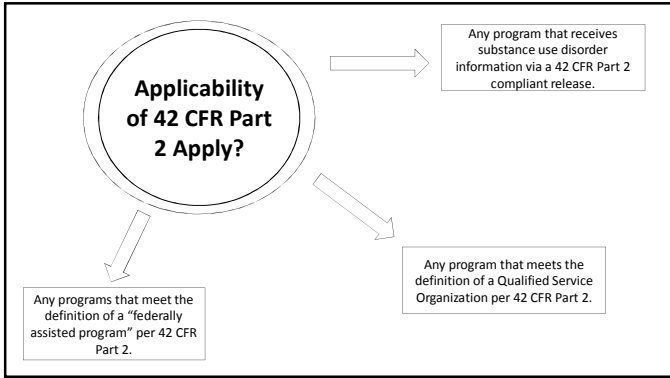 Applicability
of 42 CFR Part
2 Apply?
Any program that receives
substance use disorder
information via a 42 CFR Part 2
compliant release.
Any program that meets the
definition of a Qualified Service
Organization per 42 CFR Part 2.
Any programs that meet the
definition of a “federally
assisted program” per 42 CFR
Part 2.